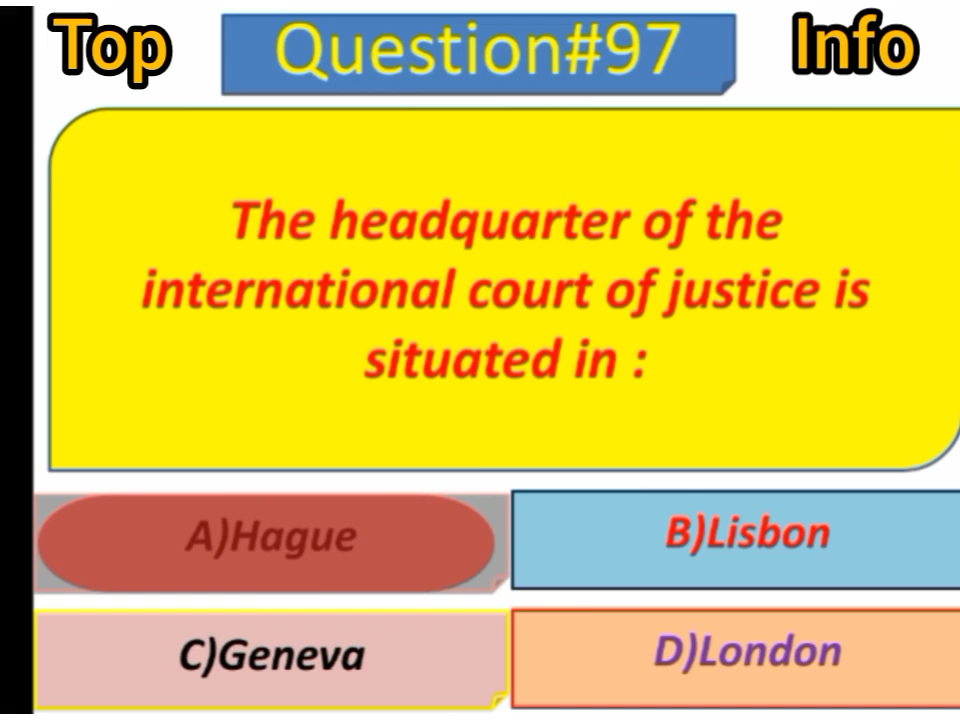 Top Question#97 Info
The headquarter of the
international court of justice is
situated in :
A)Hague B)Lisbon
C)Geneva D)London